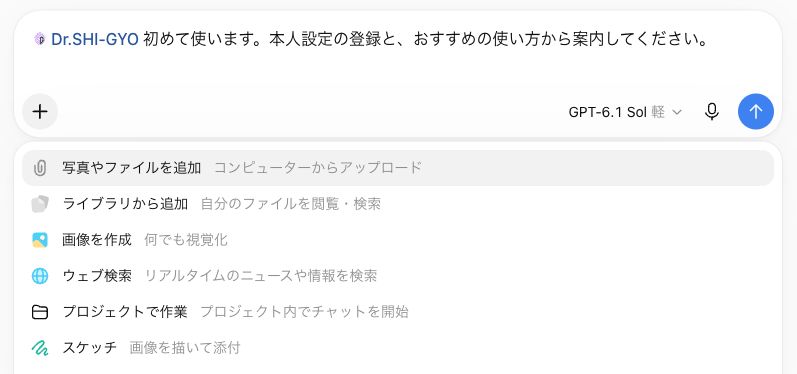 Dr.SHI-GYO 初めて使います。本人設定の登録と、おすすめの使い方から案内してください。
GPT-6.1 Sol 軽
写真やファイルを追加 コンピューターからアップロード
ライブラリから追加 自分のファイルを閲覧・検索
画像を作成 何でも視覚化
ウェブ検索 リアルタイムのニュースや情報を検索
プロジェクトで作業 プロジェクト内でチャットを開始
スケッチ 画像を描いて添付